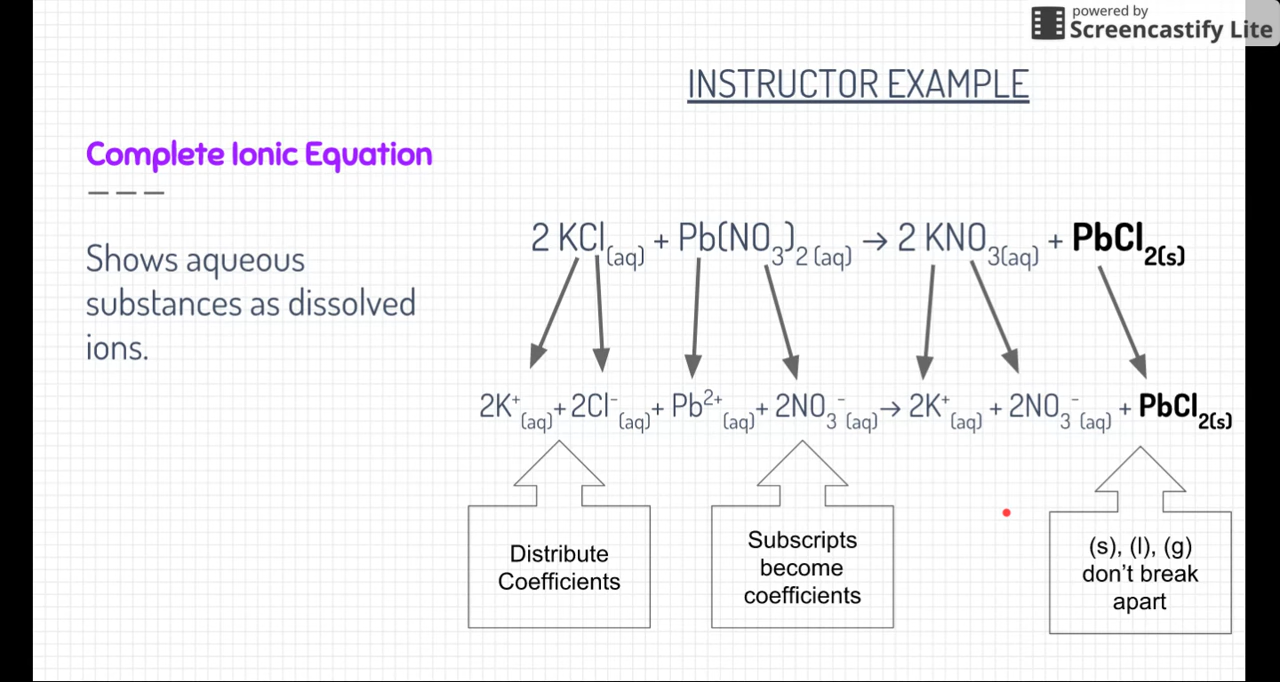 powered by
Screencastify Lite
INSTRUCTOR EXAMPLE
Complete Ionic Equation
Shows aqueous
substances as dissolved
ions.
2 KCl(aq) + Pb(NO3)2 (aq) → 2 KNO3(aq) + PbCl2(s)
2K⁺(aq) + 2Cl⁻(aq) + Pb²⁺(aq) + 2NO3⁻(aq) → 2K⁺(aq) + 2NO3⁻(aq) + PbCl2(s)
Distribute
Coefficients
Subscripts
become
coefficients
(s), (l), (g)
don't break
apart